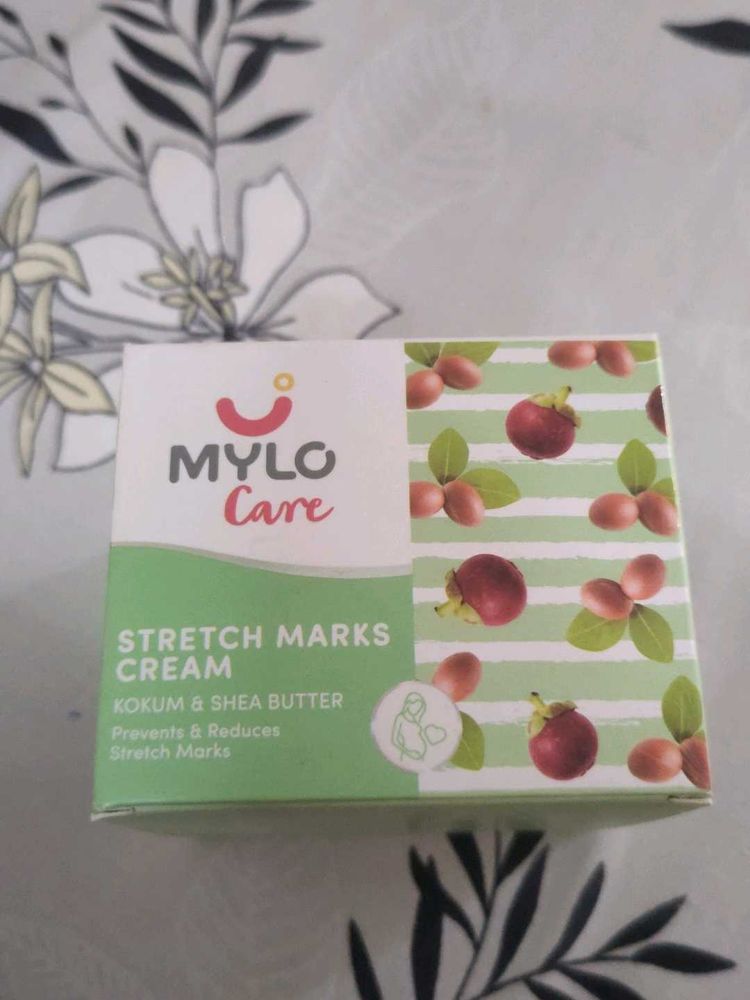 MYLO
Care
STRETCH MARKS
CREAM
KOKUM & SHEA BUTTER
Prevents & Reduces
Stretch Marks